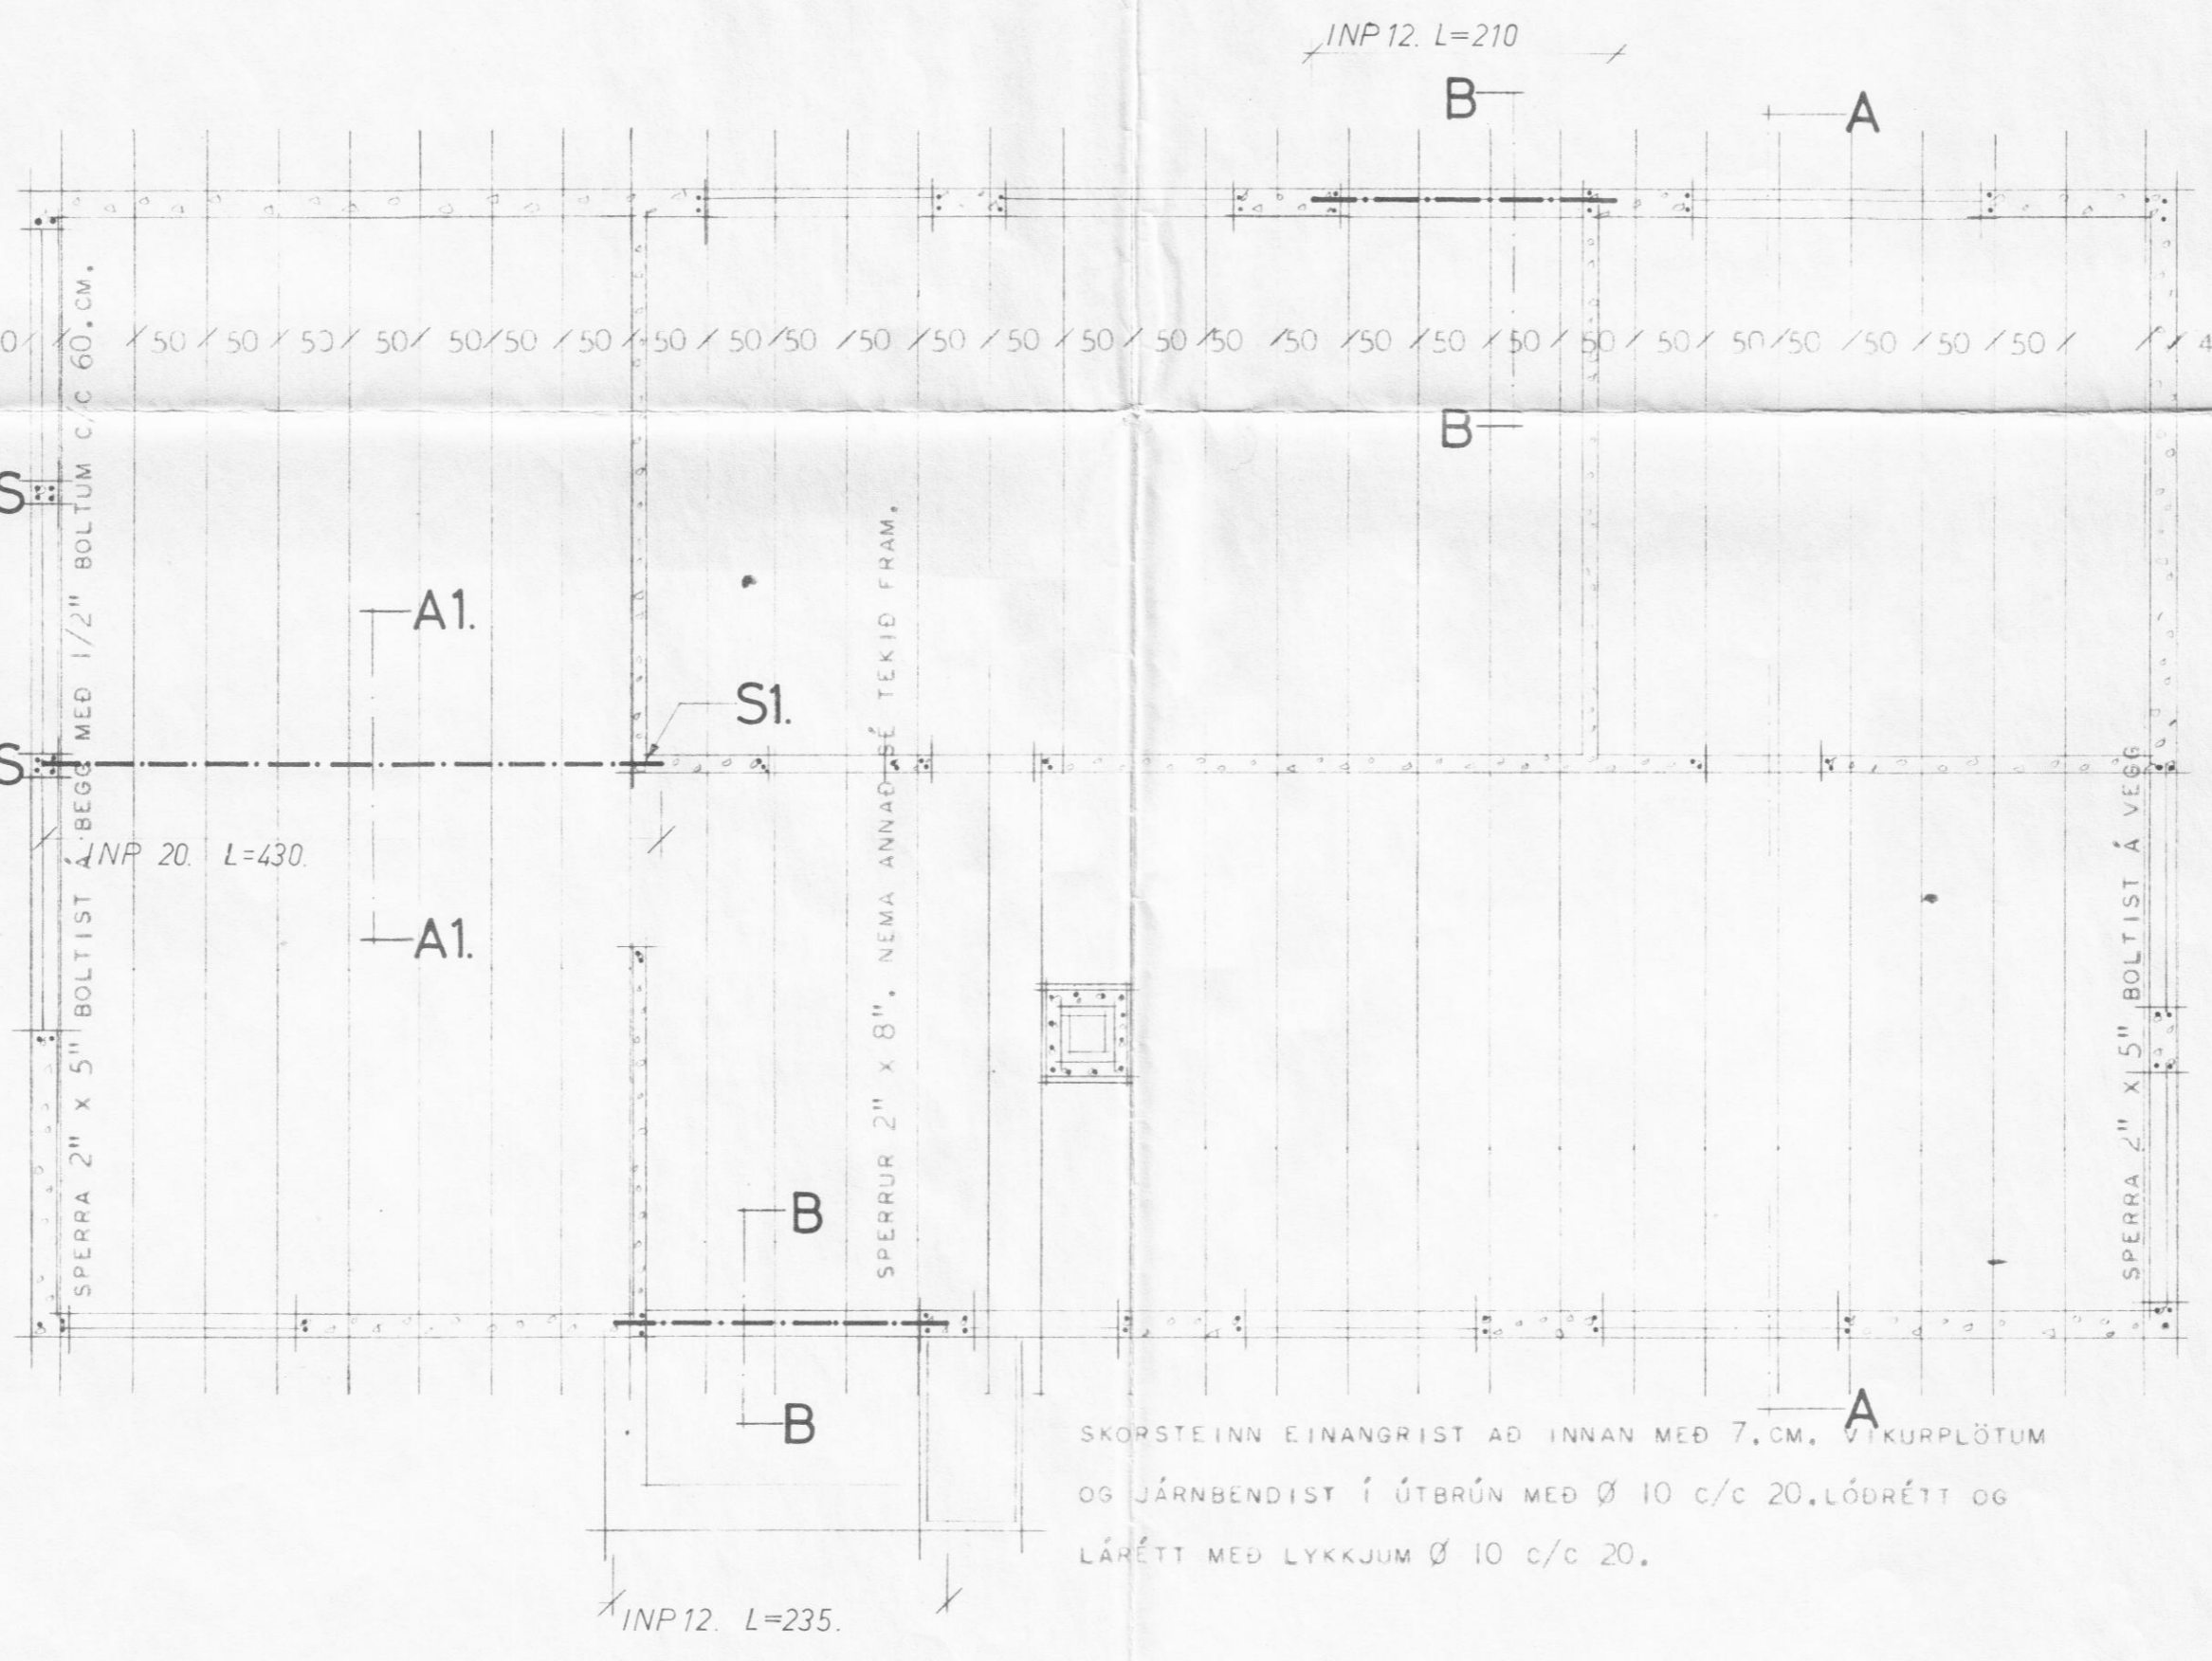 INP 12. L=210
B
A
0 / / / 50 / 50 / 50 / 50 / 50 / 50 / 50 / 50 / 50 / 50 / 50 / 50 / 50 / 50 / 50 / 50 / 50 / 50 / 50 / 50 / 50 / 50 / 50 / 50 / 50 / 50 / 50 / / / 4
B
S
A1.
S1.
S
INP 20. L=430.
A1.
SPERRA 2" x 5" BOLTIST Á BEGG MEÐ 1/2" BOLTUM C/C 60.CM.
SPERRUR 2" x 8". NEMA ANNAÐ SÉ TEKIÐ FRAM.
SPERRA 2" x 5" BOLTIST Á VEGG
B
B
A
SKORSTEINN EINANGRIST AÐ INNAN MEÐ 7.CM. VIKURPLÖTUM
OG JÁRNBENDIST Í ÚTBRÚN MEÐ Ø 10 c/c 20.LÓÐRÉTT OG
LÁRÉTT MEÐ LYKKJUM Ø 10 c/c 20.
INP 12. L=235.